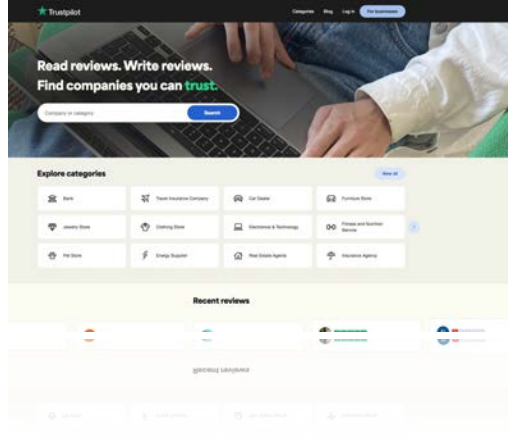 Trustpilot
Categories Blog Log in For businesses
Read reviews. Write reviews.
Find companies you can trust.
Company or category Search
Explore categories View all
Bank Travel Insurance Company Car Dealer Furniture Store
Jewelry Store Clothing Store Electronics & Technology Fitness and Nutrition Service
Pet Store Energy Supplier Real Estate Agents Insurance Agency
Recent reviews